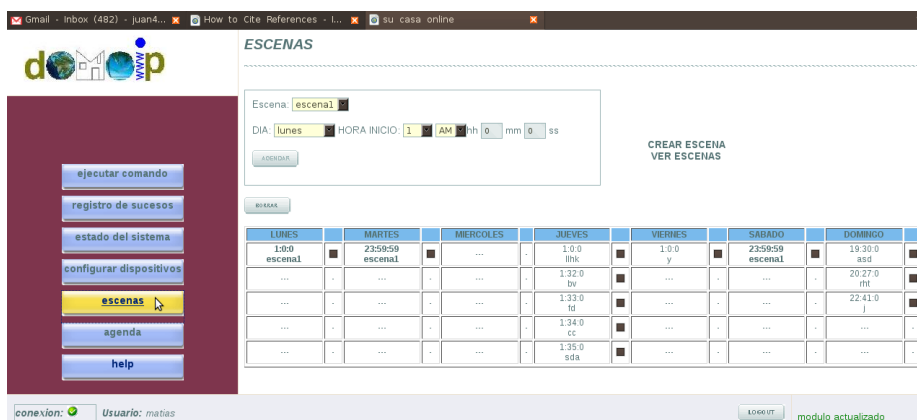 Gmail - Inbox (482) - juan4...
How to Cite References - I...
su casa online
domoip
www
ESCENAS
Escena: escena1
DIA: lunes HORA INICIO: 1 AM hh 0 mm 0 ss
AGENDAR
CREAR ESCENA
VER ESCENAS
BORRAR
ejecutar comando
registro de sucesos
estado del sistema
configurar dispositivos
escenas
agenda
help
LUNES MARTES MIERCOLES JUEVES VIERNES SABADO DOMINGO
1:0:0 23:59:59 ... . 1:0:0 1:0:0 23:59:59 19:30:0
escena1 escena1 llhk y escena1 asd
... . ... . ... . 1:32:0 ... . ... . 20:27:0
bv rht
... . ... . ... . 1:33:0 ... . ... . 22:41:0
fd j
... . ... . ... . 1:34:0 ... . ... . ... .
cc
... . ... . ... . 1:35:0 ... . ... . ... .
sda
conexion: Usuario: matias LOGOUT modulo actualizado